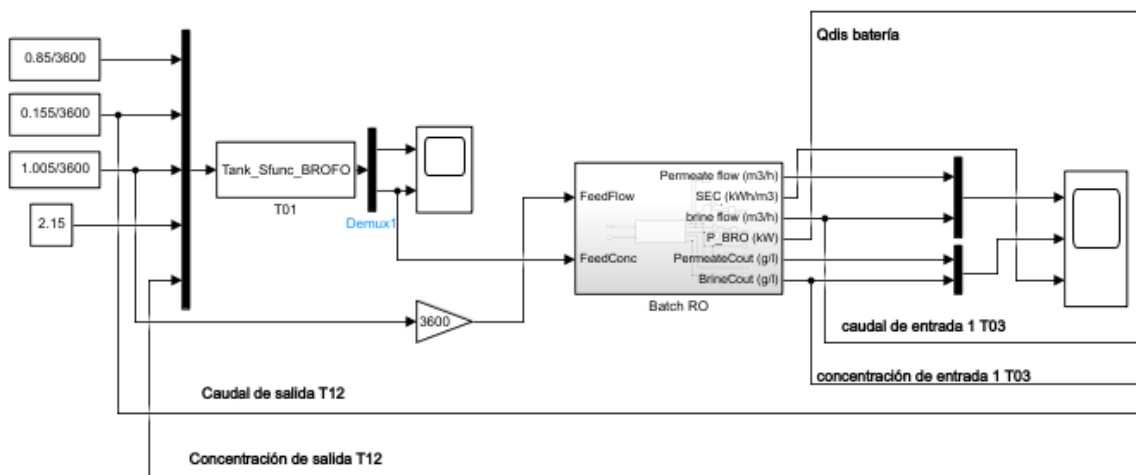 Qdis batería
0.85/3600
0.155/3600
1.005/3600
2.15
Tank_Sfunc_BROFO
T01
Demux1
3600
FeedFlow
FeedConc
Permeate flow (m3/h)
SEC (kWh/m3)
brine flow (m3/h)
P_BRO (kW)
PermeateCout (g/l)
BrineCout (g/l)
Batch RO
caudal de entrada 1 T03
concentración de entrada 1 T03
Caudal de salida T12
Concentración de salida T12